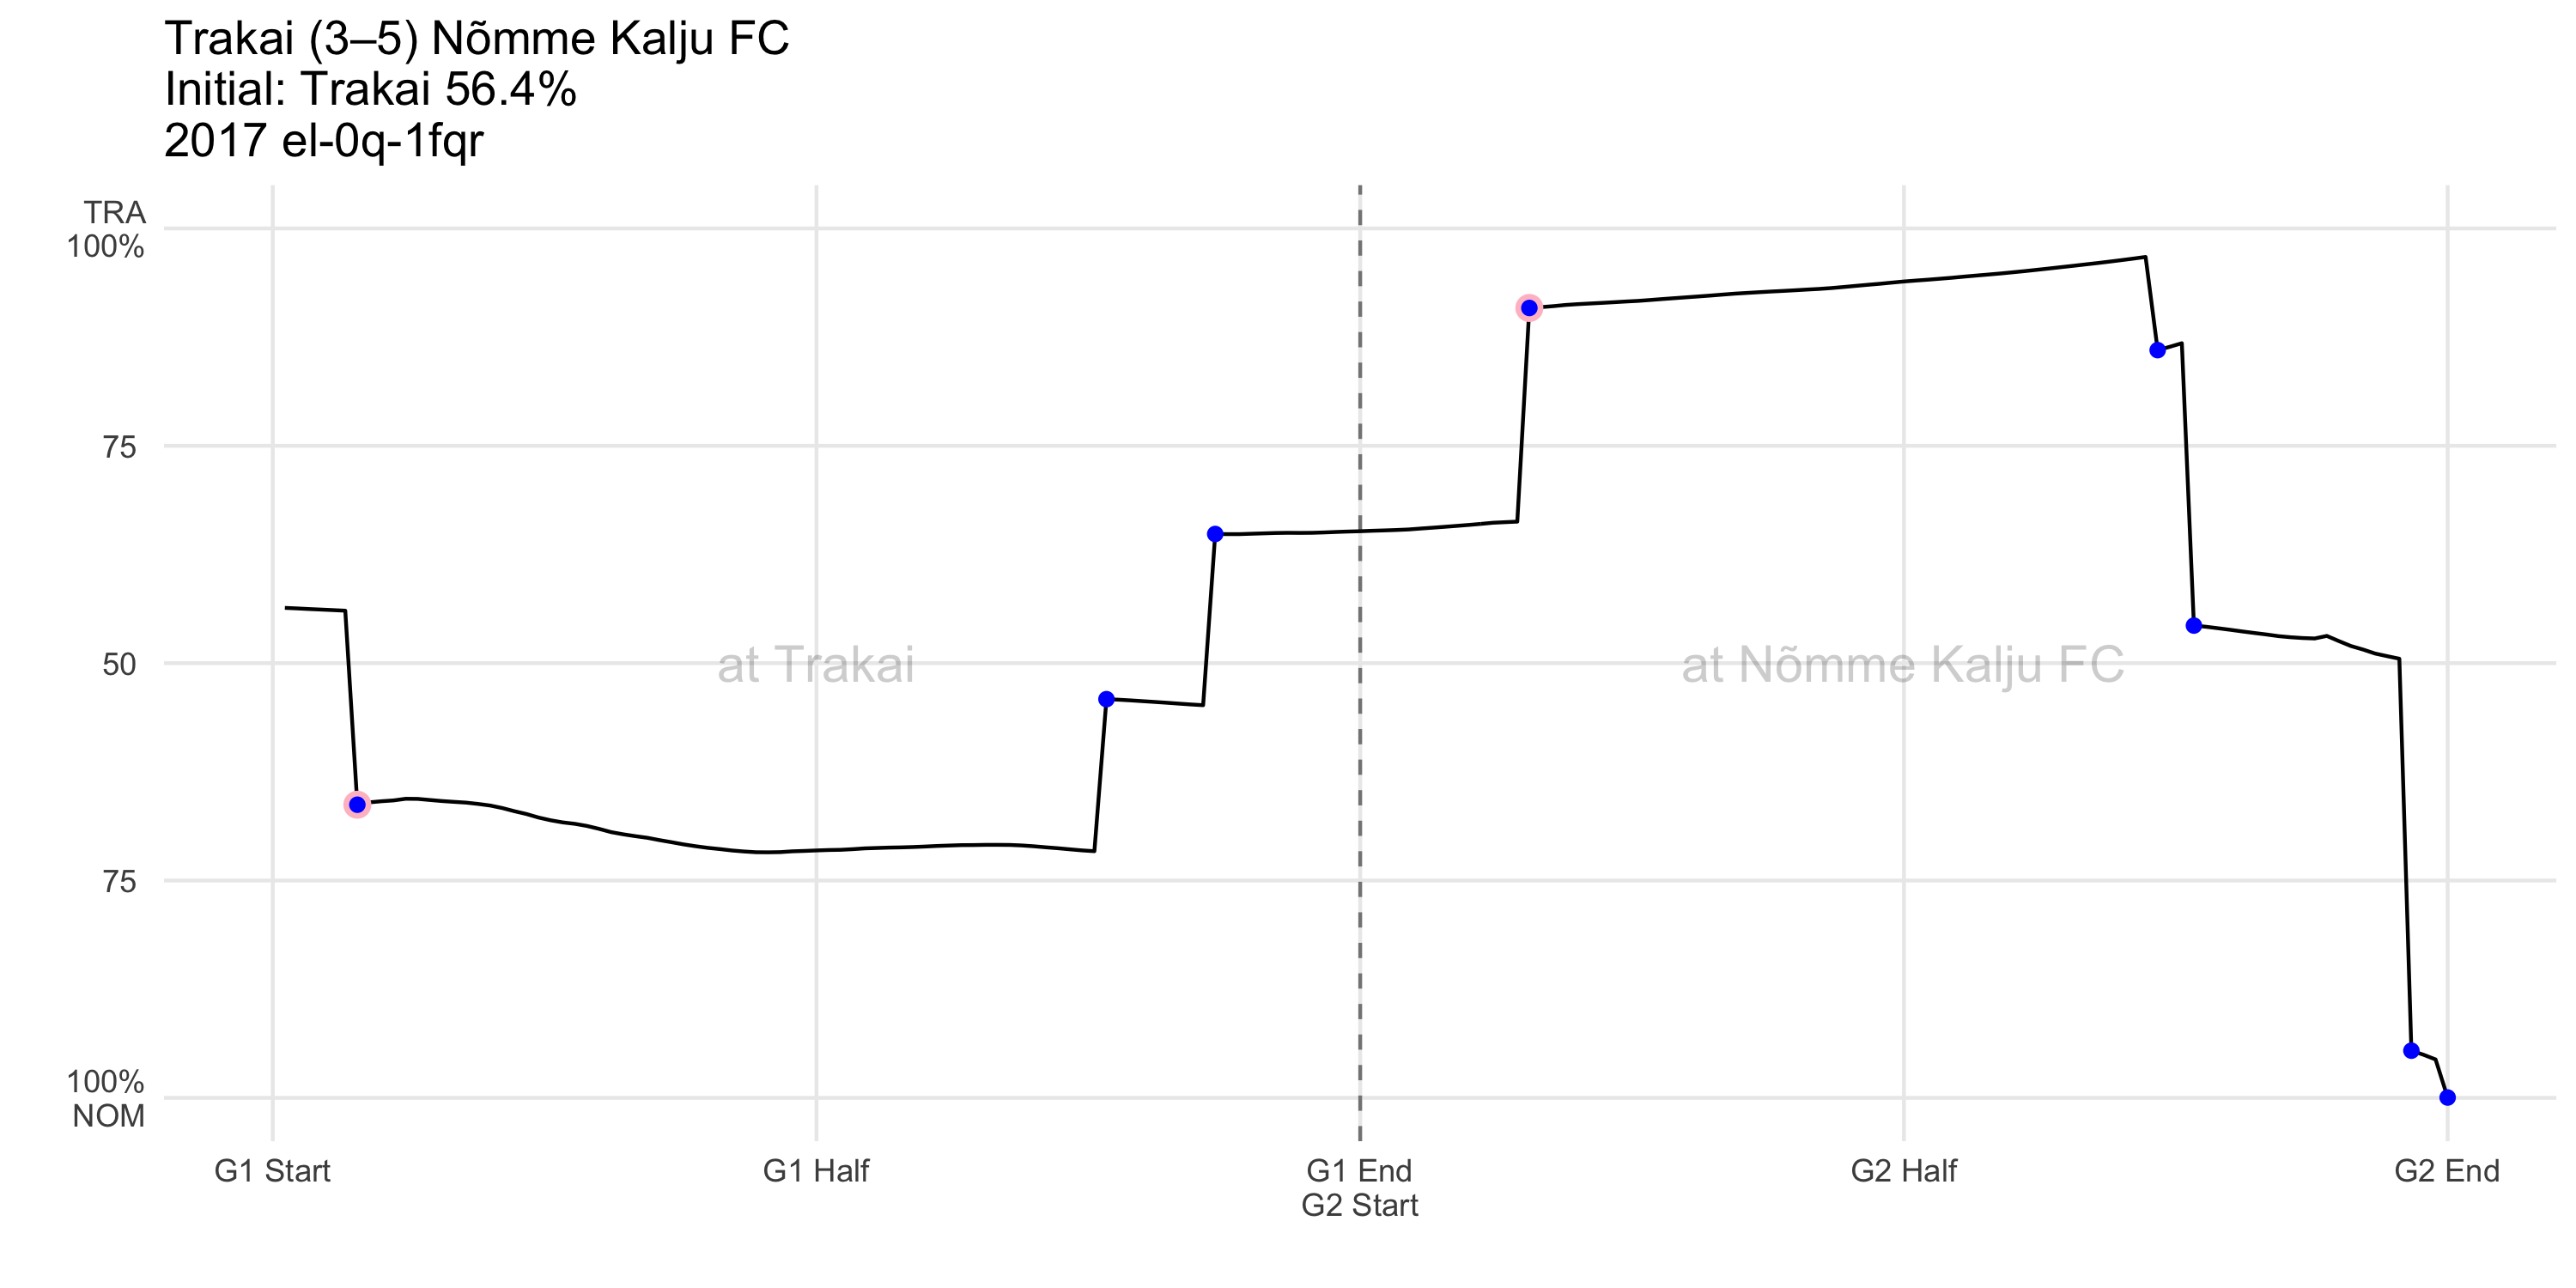 Trakai (3–5) Nõmme Kalju FC
Initial: Trakai 56.4%
2017 el-0q-1fqr
TRA
100%
75
50
75
100%
NOM
at Trakai
at Nõmme Kalju FC
G1 Start
G1 Half
G1 End
G2 Start
G2 Half
G2 End